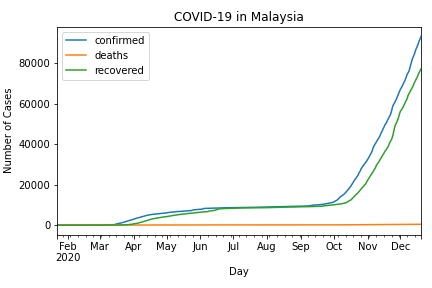 COVID-19 in Malaysia
confirmed
deaths
recovered
Number of Cases
80000
60000
40000
20000
0
Feb Mar Apr May Jun Jul Aug Sep Oct Nov Dec
2020
Day